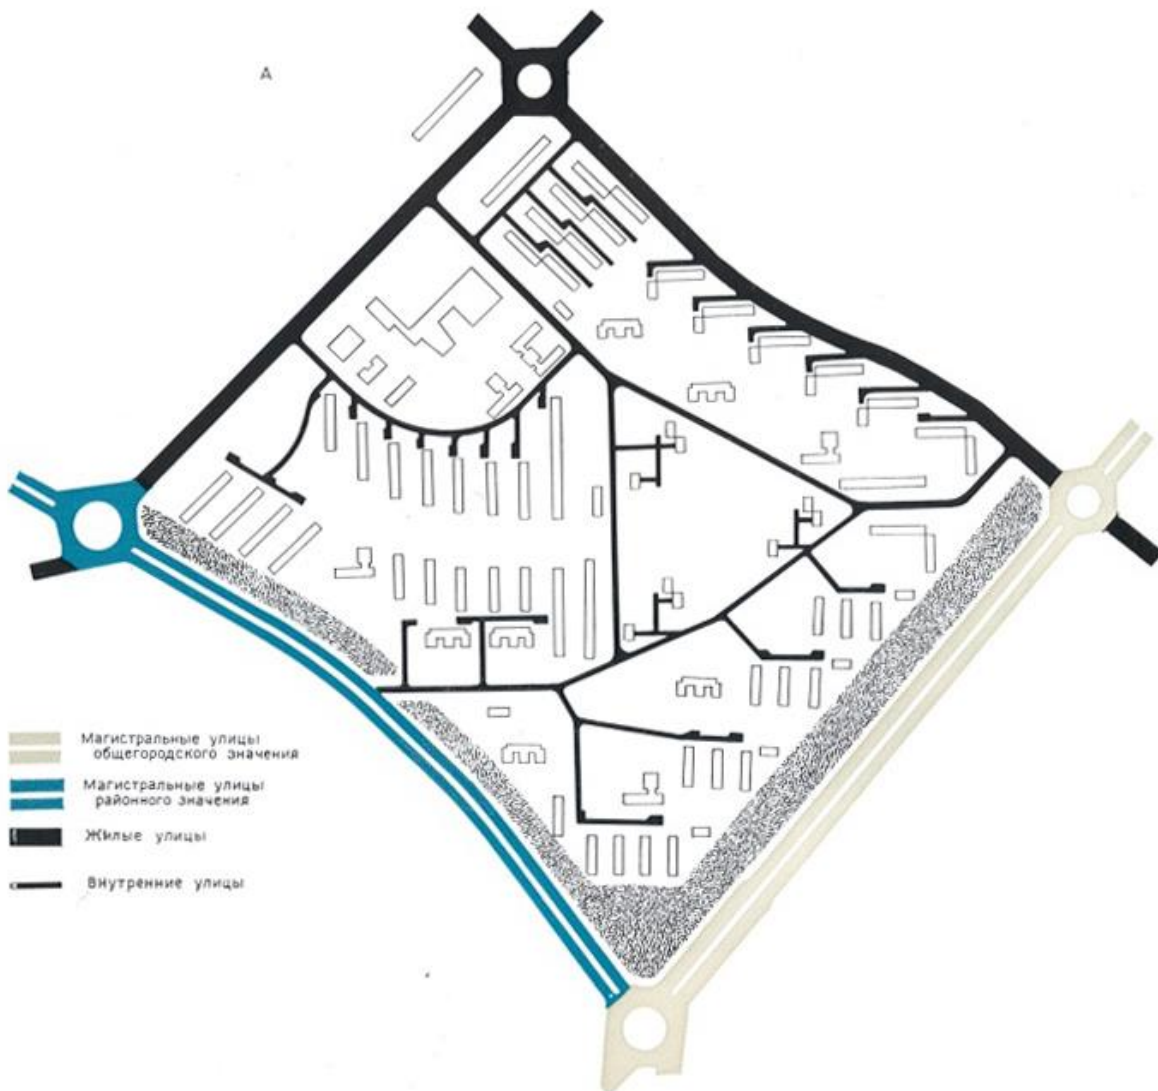 А
Магистральные улицы
общегородского значения
Магистральные улицы
районного значения
Жилые улицы
Внутренние улицы